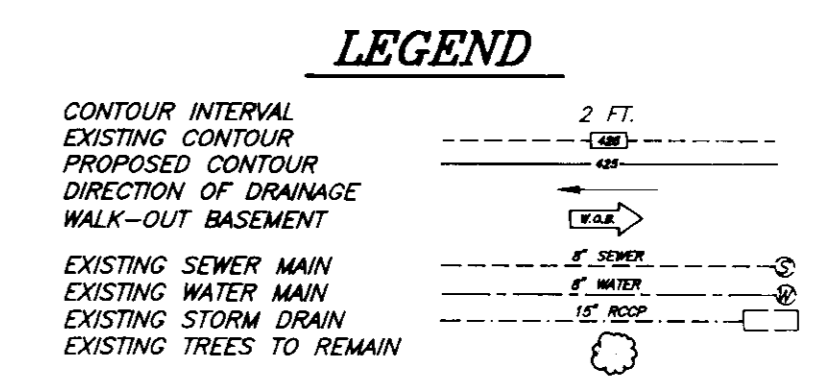 LEGEND
CONTOUR INTERVAL 2 FT.
EXISTING CONTOUR 426
PROPOSED CONTOUR 425
DIRECTION OF DRAINAGE
WALK-OUT BASEMENT W.O.B.
EXISTING SEWER MAIN 8" SEWER S
EXISTING WATER MAIN 8" WATER W
EXISTING STORM DRAIN 15" RCCP
EXISTING TREES TO REMAIN